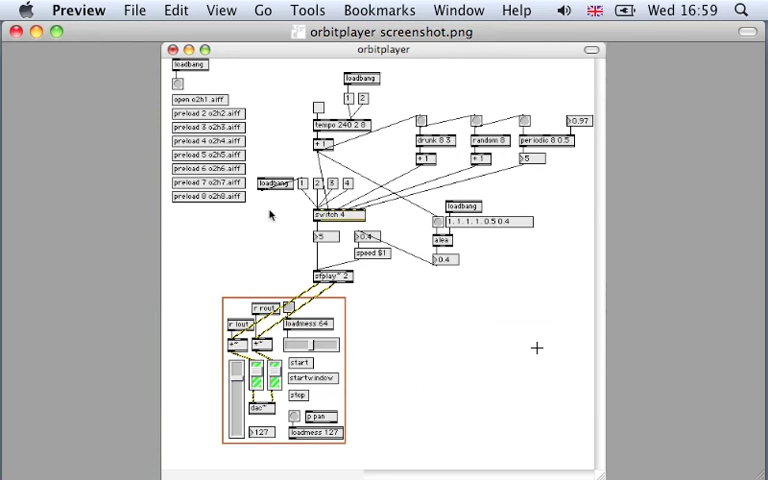 Preview File Edit View Go Tools Bookmarks Window Help Wed 16:59
orbitplayer screenshot.png
orbitplayer
loadbang
loadbang
open o2h1.aiff
1 2
preload 2 o2h2.aiff
tempo 240 2 8
0.97
preload 3 o2h3.aiff
preload 4 o2h4.aiff
+ 1
drunk 8 3
random 8
periodic 8 0.5
preload 5 o2h5.aiff
+ 1
+ 1
5
preload 6 o2h6.aiff
preload 7 o2h7.aiff
loadbang
1 2 3 4
preload 8 o2h8.aiff
loadbang
switch 4
1. 1. 1. 1. 0.5 0.4
5
0.4
alea
speed $1
0.4
sfplay~ 2
r rout
r lout
loadmess 64
*~
*~
start
startwindow
stop
dac~
p pan
127
loadmess 127